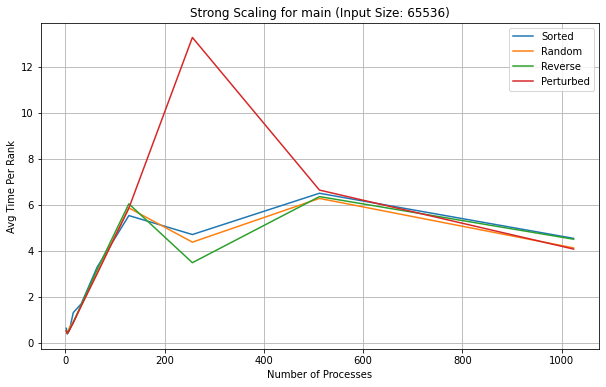 Strong Scaling for main (Input Size: 65536)
Sorted
Random
Reverse
Perturbed
Avg Time Per Rank
12
10
8
6
4
2
0
0 200 400 600 800 1000
Number of Processes